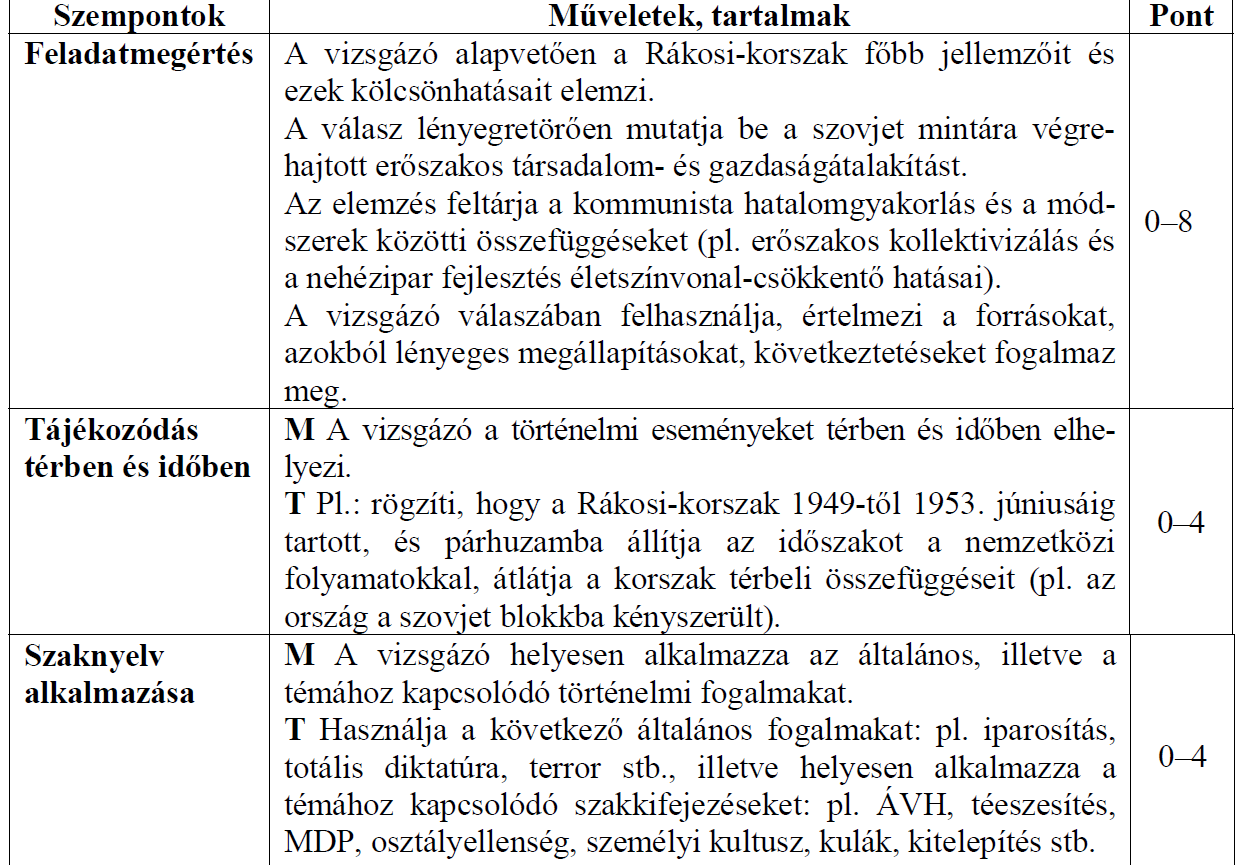 Szempontok Műveletek, tartalmak Pont
Feladatmegértés A vizsgázó alapvetően a Rákosi-korszak főbb jellemzőit és
ezek kölcsönhatásait elemzi.
A válasz lényegretörően mutatja be a szovjet mintára végre-
hajtott erőszakos társadalom- és gazdaságátalakítást.
Az elemzés feltárja a kommunista hatalomgyakorlás és a mód-
szerek közötti összefüggéseket (pl. erőszakos kollektivizálás és
a nehézipar fejlesztés életszínvonal-csökkentő hatásai).
A vizsgázó válaszában felhasználja, értelmezi a forrásokat,
azokból lényeges megállapításokat, következtetéseket fogalmaz
meg.
0–8
Tájékozódás
térben és időben
M A vizsgázó a történelmi eseményeket térben és időben elhe-
lyezi.
T Pl.: rögzíti, hogy a Rákosi-korszak 1949-től 1953. júniusáig
tartott, és párhuzamba állítja az időszakot a nemzetközi
folyamatokkal, átlátja a korszak térbeli összefüggéseit (pl. az
ország a szovjet blokkba kényszerült).
0–4
Szaknyelv
alkalmazása
M A vizsgázó helyesen alkalmazza az általános, illetve a
témához kapcsolódó történelmi fogalmakat.
T Használja a következő általános fogalmakat: pl. iparosítás,
totális diktatúra, terror stb., illetve helyesen alkalmazza a
témához kapcsolódó szakkifejezéseket: pl. ÁVH, téeszesítés,
MDP, osztályellenség, személyi kultusz, kulák, kitelepítés stb.
0–4